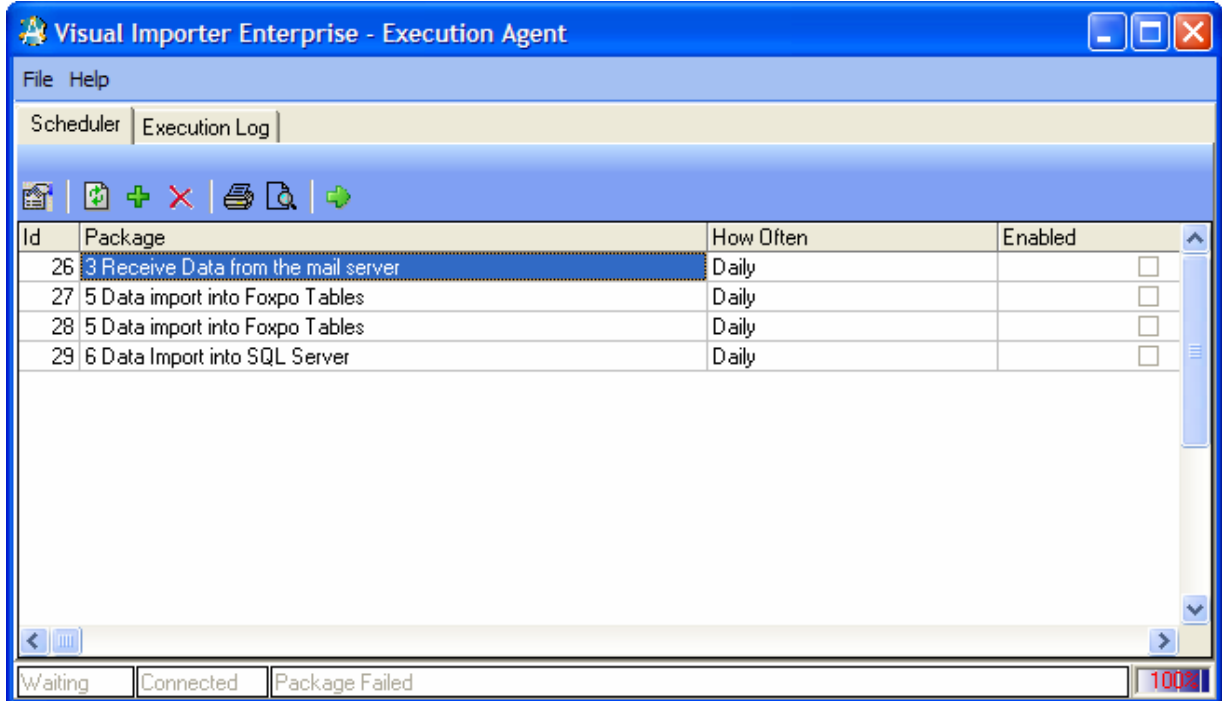 Visual Importer Enterprise - Execution Agent
File Help
Scheduler Execution Log
Id Package How Often Enabled
26 3 Receive Data from the mail server Daily
27 5 Data import into Foxpo Tables Daily
28 5 Data import into Foxpo Tables Daily
29 6 Data Import into SQL Server Daily
Waiting Connected Package Failed 100%